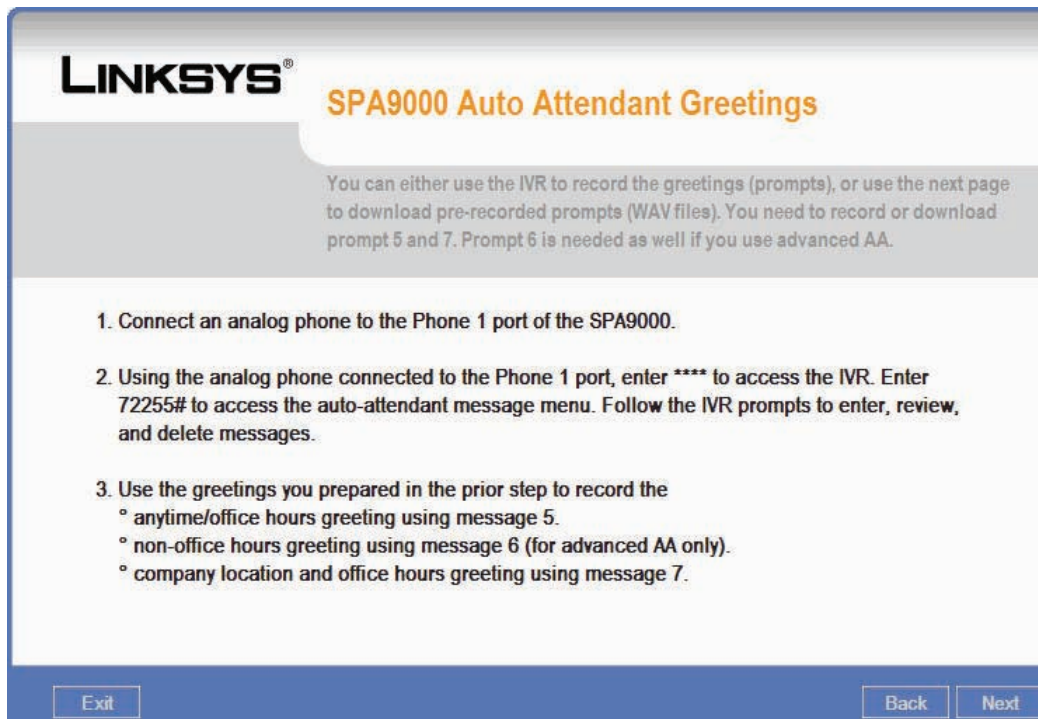 LINKSYS®
SPA9000 Auto Attendant Greetings
You can either use the IVR to record the greetings (prompts), or use the next page
to download pre-recorded prompts (WAV files). You need to record or download
prompt 5 and 7. Prompt 6 is needed as well if you use advanced AA.
1. Connect an analog phone to the Phone 1 port of the SPA9000.
2. Using the analog phone connected to the Phone 1 port, enter **** to access the IVR. Enter
72255# to access the auto-attendant message menu. Follow the IVR prompts to enter, review,
and delete messages.
3. Use the greetings you prepared in the prior step to record the
° anytime/office hours greeting using message 5.
° non-office hours greeting using message 6 (for advanced AA only).
° company location and office hours greeting using message 7.
Exit Back Next